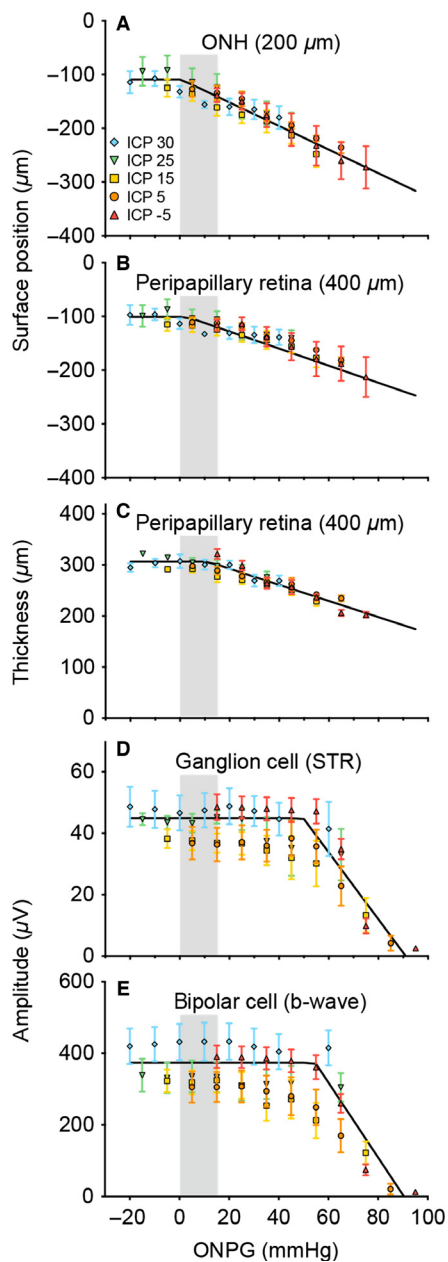 A
ONH (200 µm)
0
−100
−200
−300
−400
ICP 30
ICP 25
ICP 15
ICP 5
ICP -5
Surface position (µm)
B
Peripapillary retina (400 µm)
0
−100
−200
−300
−400
C
Peripapillary retina (400 µm)
400
300
200
100
0
Thickness (µm)
D
Ganglion cell (STR)
60
40
20
0
Amplitude (µV)
E
Bipolar cell (b-wave)
600
400
200
0
−20 0 20 40 60 80 100
ONPG (mmHg)